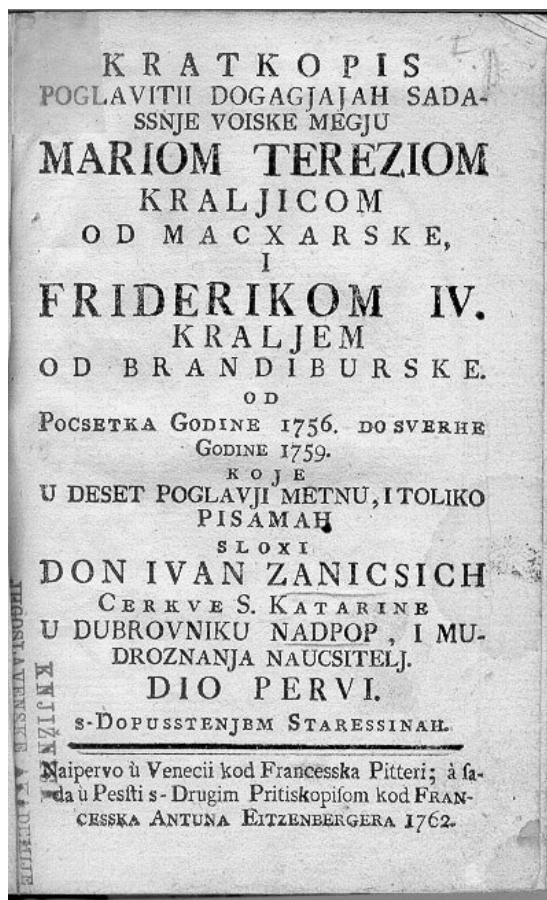 KRATKOPIS
POGLAVITII DOGAGJAJAH SADA-
SSNJE VOISKE MEGJU
MARIOM TEREZIOM
KRALJICOM
OD MACXARSKE,
I
FRIDERIKOM IV.
KRALJEM
OD BRANDIBURSKE.
OD
POCSETKA GODINE 1756. DO SVERHE
GODINE 1759.
KOJE
U DESET POGLAVJI METNU, I TOLIKO
PISAMAH
SLOXI
DON IVAN ZANICSICH
CERKVE S. KATARINE
U DUBROVNIKU NADPOP, I MU-
DROZNANJA NAUCSITELJ.
DIO PERVI.
s-DOPUSSTENJEM STARESSINAH.
Naipervo ù Venecii kod Francesska Pitteri; à ſa-
da ù Peſti s-Drugim Pritiskopiſom kod FRAN-
CESSKA ANTUNA EITZENBERGERA 1762.
JUGOSLAVENSKE AKADEMIJE